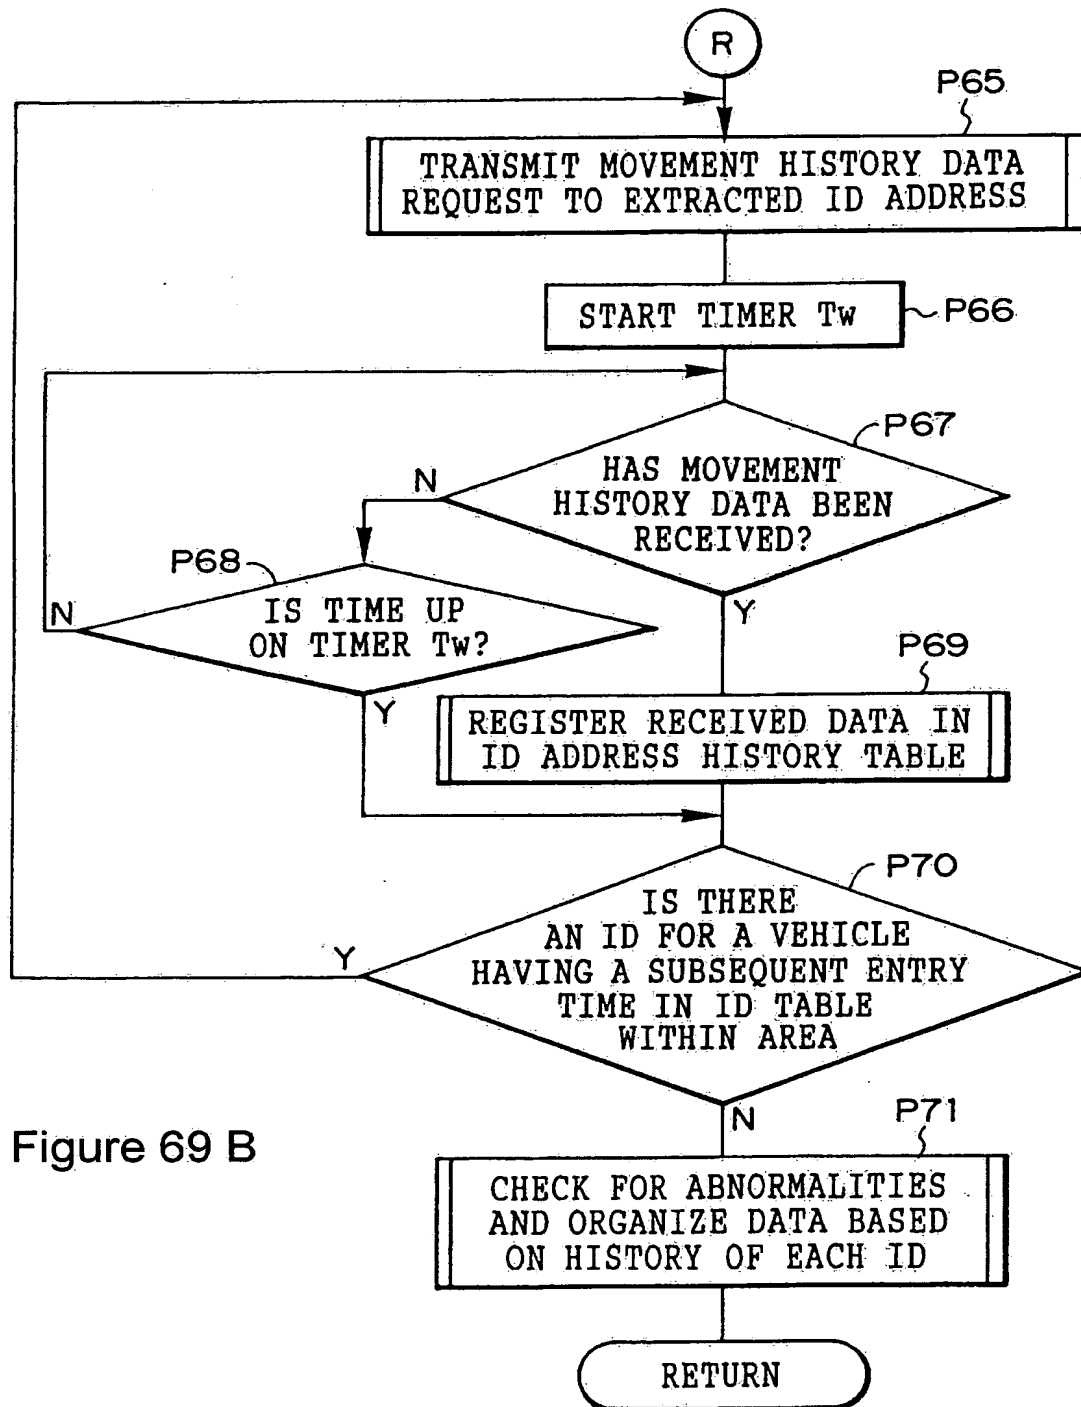 R
P65
TRANSMIT MOVEMENT HISTORY DATA
REQUEST TO EXTRACTED ID ADDRESS
START TIMER Tw
P66
P67
HAS MOVEMENT
HISTORY DATA BEEN
RECEIVED?
N
Y
P68
IS TIME UP
ON TIMER Tw?
N
Y
P69
REGISTER RECEIVED DATA IN
ID ADDRESS HISTORY TABLE
P70
IS THERE
AN ID FOR A VEHICLE
HAVING A SUBSEQUENT ENTRY
TIME IN ID TABLE
WITHIN AREA
Y
N
P71
Figure 69 B
CHECK FOR ABNORMALITIES
AND ORGANIZE DATA BASED
ON HISTORY OF EACH ID
RETURN